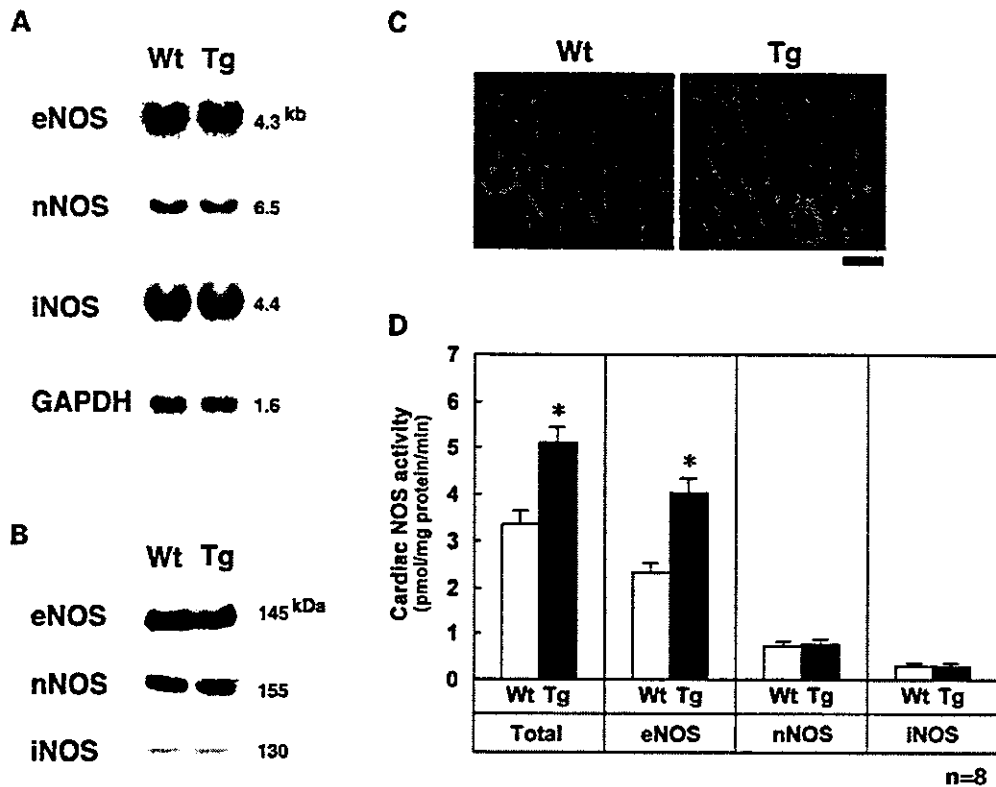 A
Wt Tg
eNOS 4.3 kb
nNOS 6.5
iNOS 4.4
GAPDH 1.6
B
Wt Tg
eNOS 145 kDa
nNOS 155
iNOS 130
C
Wt Tg
D
Cardiac NOS activity
(pmol/mg protein/min)
7
6
5
4
3
2
1
0
* *
Wt Tg Wt Tg Wt Tg Wt Tg
Total eNOS nNOS iNOS
n=8